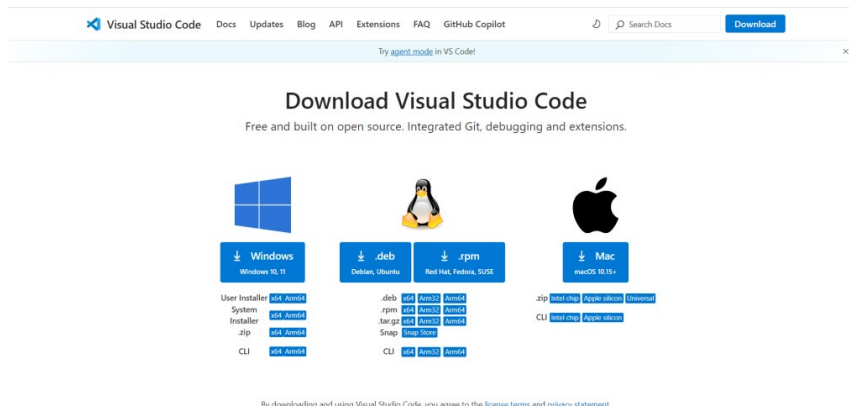 Visual Studio Code Docs Updates Blog API Extensions FAQ GitHub Copilot Search Docs Download
Try agent mode in VS Code!
Download Visual Studio Code
Free and built on open source. Integrated Git, debugging and extensions.
Windows
Windows 10, 11
.deb
Debian, Ubuntu
.rpm
Red Hat, Fedora, SUSE
Mac
macOS 10.15+
User Installer x64 Arm64
System
Installer x64 Arm64
.zip x64 Arm64
CLI x64 Arm64
.deb x64 Arm32 Arm64
.rpm x64 Arm32 Arm64
.tar.gz x64 Arm32 Arm64
Snap Snap Store
CLI x64 Arm32 Arm64
.zip Intel chip Apple silicon Universal
CLI Intel chip Apple silicon
By downloading and using Visual Studio Code, you agree to the license terms and privacy statement.